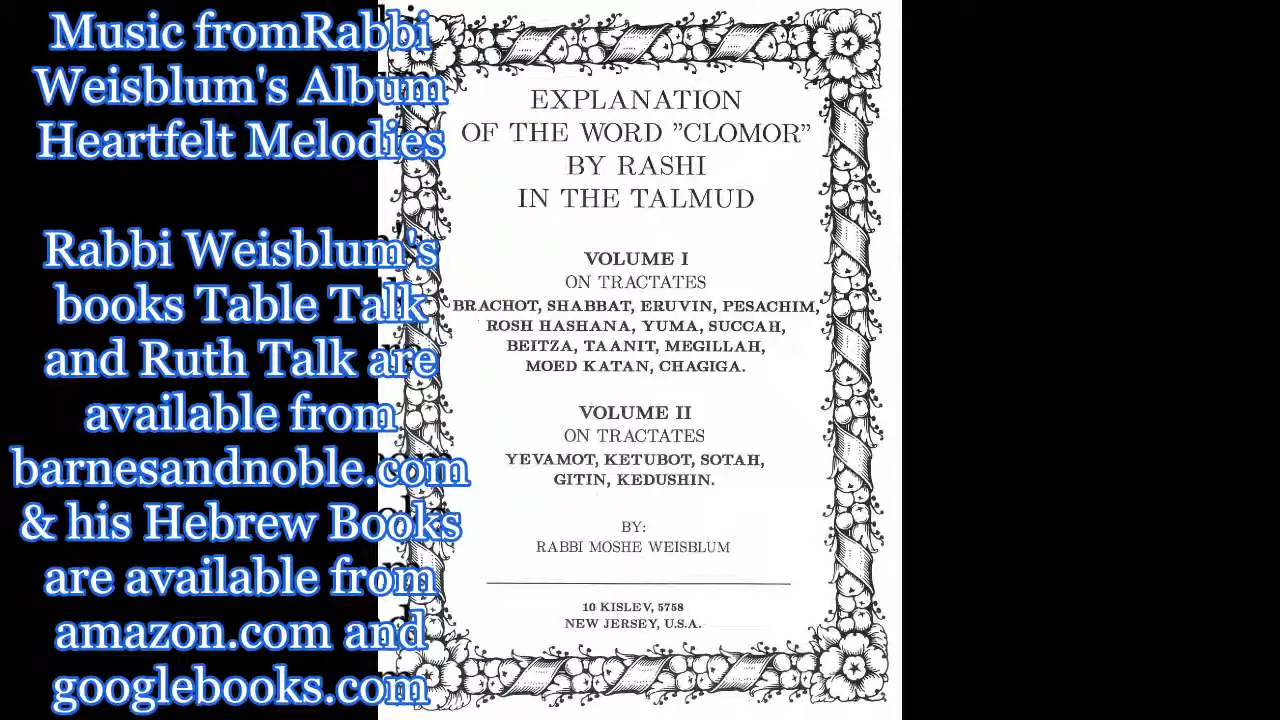 Music fromRabbi
Weisblum's Album
Heartfelt Melodies
Rabbi Weisblum's
books Table Talk
and Ruth Talk are
available from
barnesandnoble.com
& his Hebrew Books
are available from
amazon.com and
googlebooks.com
EXPLANATION
OF THE WORD "CLOMOR"
BY RASHI
IN THE TALMUD
VOLUME I
ON TRACTATES
BRACHOT, SHABBAT, ERUVIN, PESACHIM,
ROSH HASHANA, YUMA, SUCCAH,
BEITZA, TAANIT, MEGILLAH,
MOED KATAN, CHAGIGA.
VOLUME II
ON TRACTATES
YEVAMOT, KETUBOT, SOTAH,
GITIN, KEDUSHIN.
BY:
RABBI MOSHE WEISBLUM
10 KISLEV, 5758
NEW JERSEY, U.S.A.